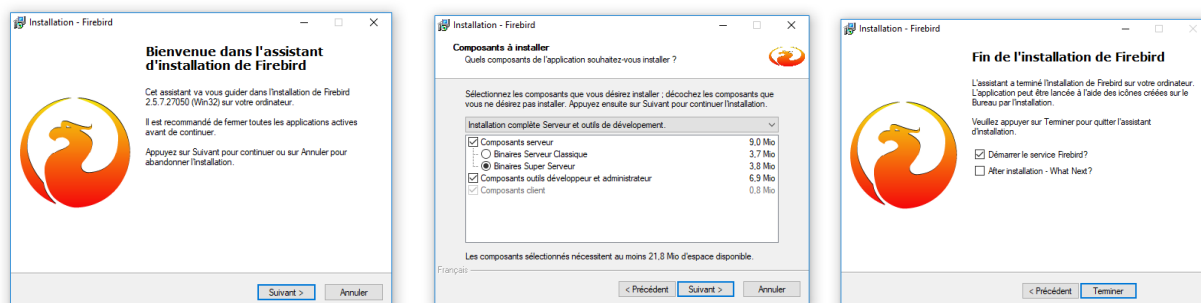 Installation - Firebird
Bienvenue dans l'assistant
d'installation de Firebird
Cet assistant va vous guider dans l'installation de Firebird
2.5.7.27050 (Win32) sur votre ordinateur.
Il est recommandé de fermer toutes les applications actives
avant de continuer.
Appuyez sur Suivant pour continuer ou sur Annuler pour
abandonner l'installation.
Suivant >
Annuler
Installation - Firebird
Composants à installer
Quels composants de l'application souhaitez-vous installer ?
Sélectionnez les composants que vous désirez installer ; décochez les composants que
vous ne désirez pas installer. Appuyez ensuite sur Suivant pour continuer l'installation.
Installation complète Serveur et outils de dévelopement.
Composants serveur 9,0 Mio
Binaires Serveur Classique 3,7 Mio
Binaires Super Serveur 3,8 Mio
Composants outils développeur et administrateur 6,9 Mio
Composants client 0,8 Mio
Les composants sélectionnés nécessitent au moins 21,8 Mio d'espace disponible.
Français
< Précédent
Suivant >
Annuler
Installation - Firebird
Fin de l'installation de Firebird
L'assistant a terminé l'installation de Firebird sur votre ordinateur.
L'application peut être lancée à l'aide des icônes créées sur le
Bureau par l'installation.
Veuillez appuyer sur Terminer pour quitter l'assistant
d'installation.
Démarrer le service Firebird?
After installation - What Next?
< Précédent
Terminer